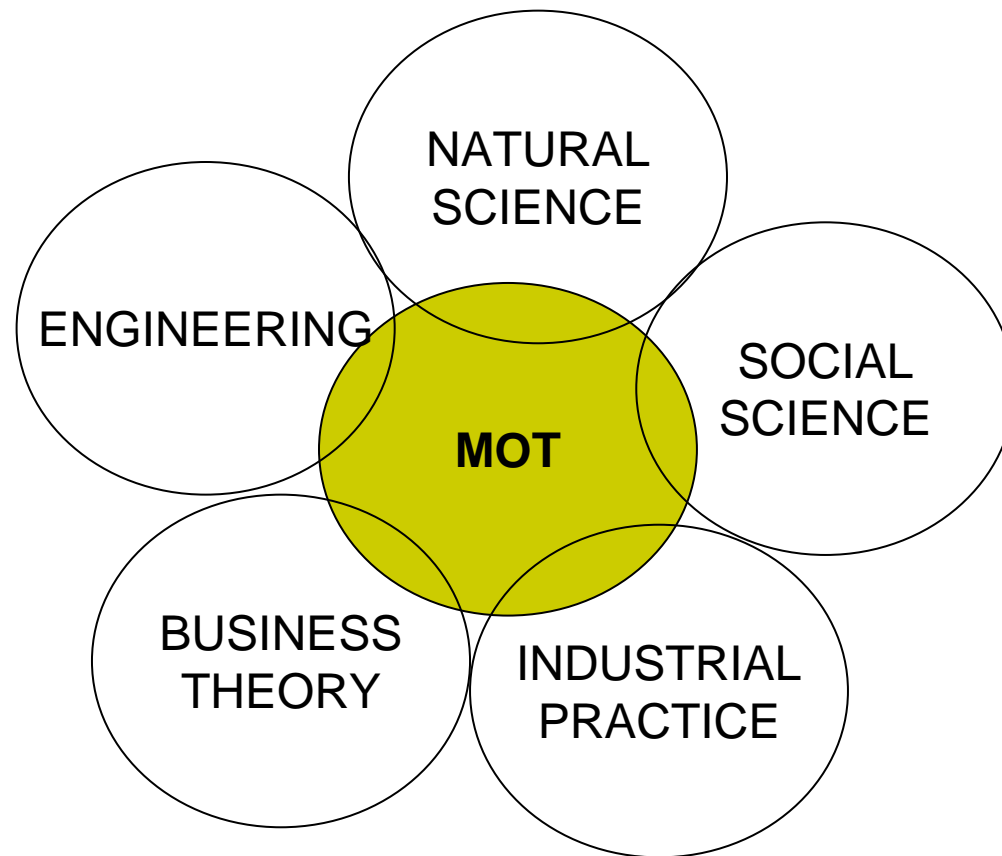 NATURAL
SCIENCE
ENGINEERING
SOCIAL
SCIENCE
MOT
BUSINESS
THEORY
INDUSTRIAL
PRACTICE